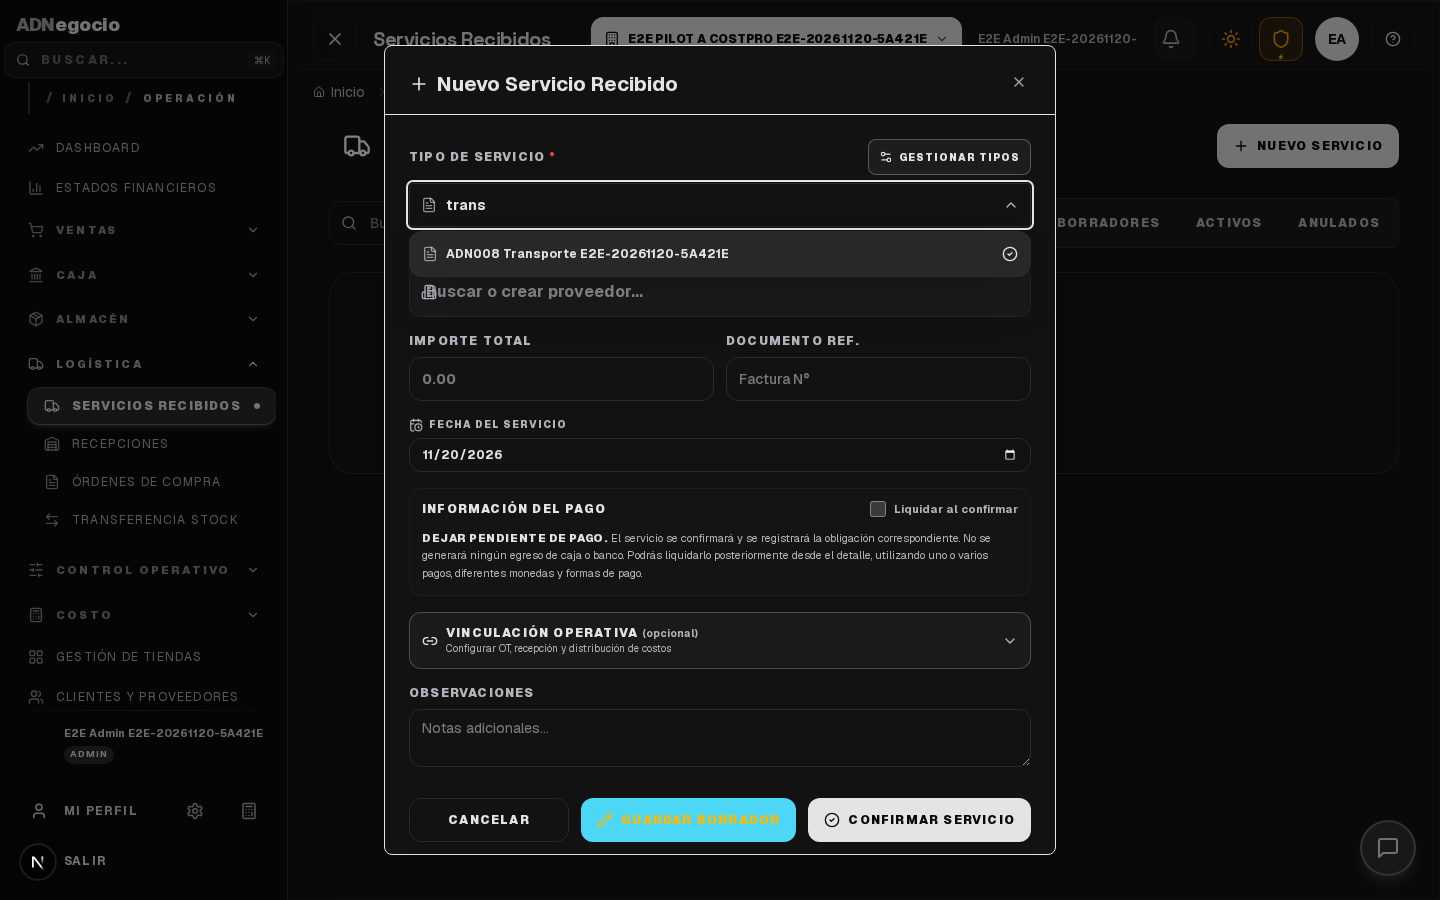 ADNegocio
BUSCAR...
⌘K
/ INICIO / OPERACIÓN
DASHBOARD
ESTADOS FINANCIEROS
VENTAS
CAJA
ALMACÉN
LOGÍSTICA
SERVICIOS RECIBIDOS
RECEPCIONES
ÓRDENES DE COMPRA
TRANSFERENCIA STOCK
CONTROL OPERATIVO
COSTO
GESTIÓN DE TIENDAS
CLIENTES Y PROVEEDORES
E2E Admin E2E-20261120-5A421E
ADMIN
MI PERFIL
SALIR
Servicios Recibidos
E2E PILOT A COSTPRO E2E-20261120-5A421E
E2E Admin E2E-20261120-
EA
Inicio
NUEVO SERVICIO
BORRADORES
ACTIVOS
ANULADOS
Nuevo Servicio Recibido
TIPO DE SERVICIO *
GESTIONAR TIPOS
trans
ADN008 Transporte E2E-20261120-5A421E
Buscar o crear proveedor...
IMPORTE TOTAL
DOCUMENTO REF.
0.00
Factura Nº
FECHA DEL SERVICIO
11/20/2026
INFORMACIÓN DEL PAGO
Liquidar al confirmar
DEJAR PENDIENTE DE PAGO. El servicio se confirmará y se registrará la obligación correspondiente. No se
generará ningún egreso de caja o banco. Podrás liquidarlo posteriormente desde el detalle, utilizando uno o varios
pagos, diferentes monedas y formas de pago.
VINCULACIÓN OPERATIVA (opcional)
Configurar OT, recepción y distribución de costos
OBSERVACIONES
Notas adicionales...
CANCELAR
GUARDAR BORRADOR
CONFIRMAR SERVICIO